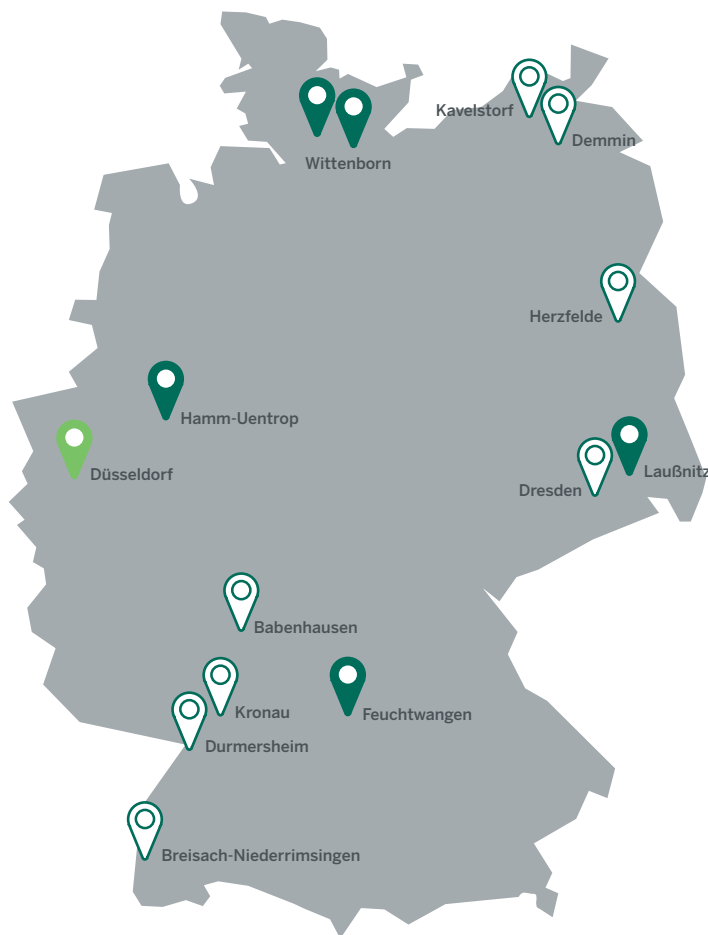 Kavelstorf
Demmin
Wittenborn
Herzfelde
Hamm-Uentrop
Düsseldorf
Laußnitz
Dresden
Babenhausen
Kronau
Feuchtwangen
Durmersheim
Breisach-Niederrimsingen